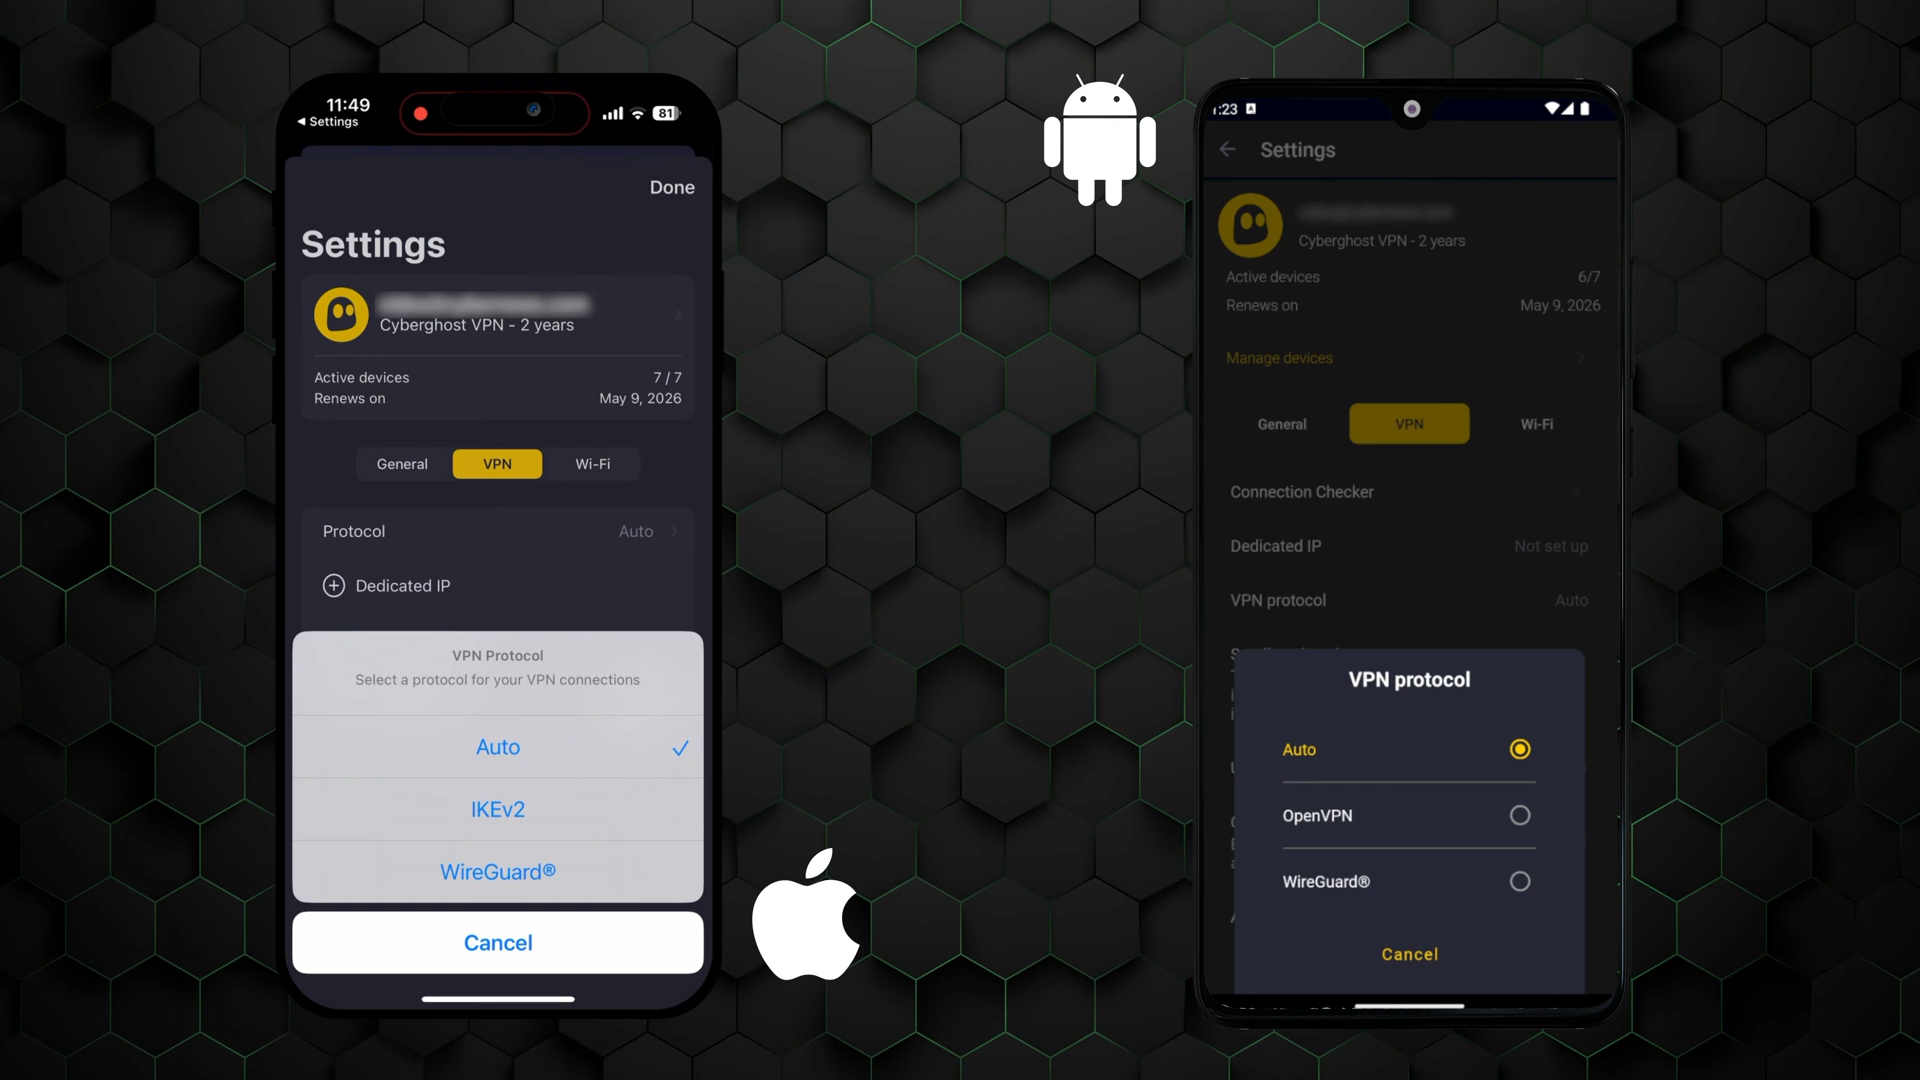 11:49
Settings
81
Done
Settings
Cyberghost VPN - 2 years
Active devices 7 / 7
Renews on May 9, 2026
General VPN Wi-Fi
Protocol Auto
Dedicated IP
VPN Protocol
Select a protocol for your VPN connections
Auto
IKEv2
WireGuard®
Cancel
:23
Settings
Cyberghost VPN - 2 years
Active devices 6/7
Renews on May 9, 2026
Manage devices
General VPN Wi-Fi
Connection Checker
Dedicated IP Not set up
VPN protocol Auto
VPN protocol
Auto
OpenVPN
WireGuard®
Cancel